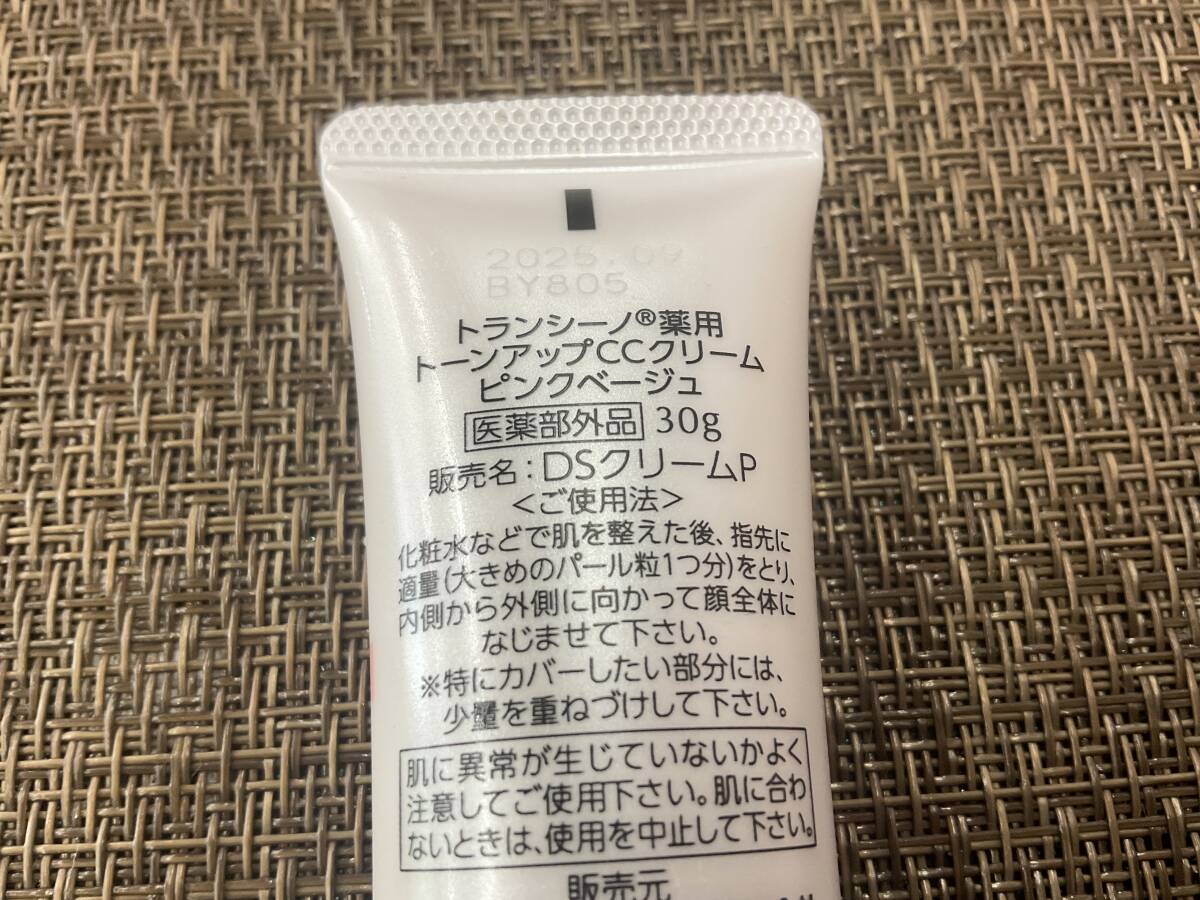 2025.09
BY805
トランシーノ®薬用
トーンアップCCクリーム
ピンクベージュ
医薬部外品 30g
販売名:DSクリームP
<ご使用法>
化粧水などで肌を整えた後、指先に
適量(大きめのパール粒1つ分)をとり、
内側から外側に向かって顔全体に
なじませて下さい。
※特にカバーしたい部分には、
少量を重ねづけして下さい。
肌に異常が生じていないかよく
注意してご使用下さい。肌に合わ
ないときは、使用を中止して下さい。
販売元